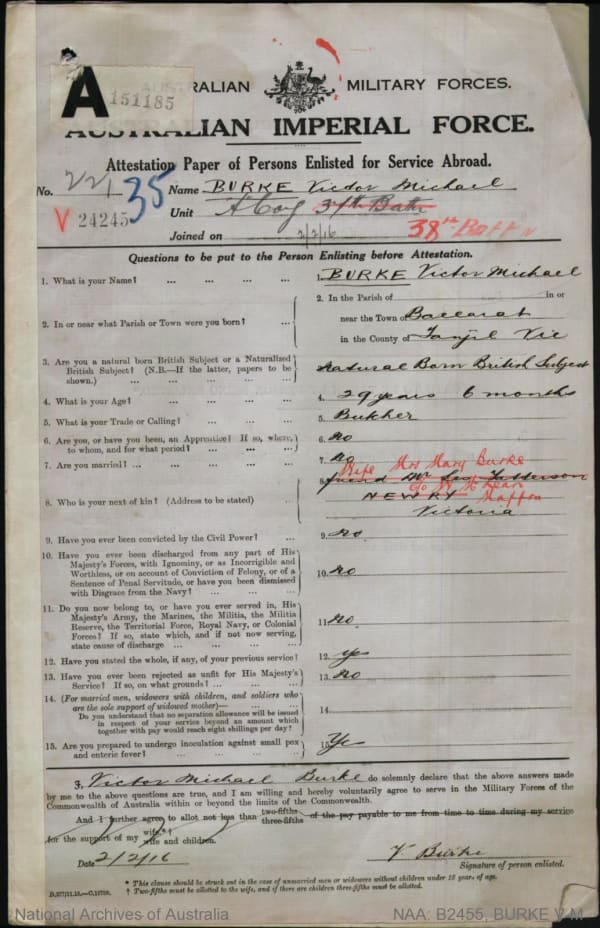 A
151185
AUSTRALIAN MILITARY FORCES.
AUSTRALIAN IMPERIAL FORCE.
Attestation Paper of Persons Enlisted for Service Abroad.
No. 35 Name BURKE Victor Michael
V 24245 Unit A Coy 37th Battn
38th Battn
Joined on 2/2/16
Questions to be put to the Person Enlisting before Attestation.
1. What is your Name? ... ... ... ... 1. BURKE Victor Michael
2. In or near what Parish or Town were you born? ... 2. In the Parish of in or
near the Town of
in the County of Tanjil Vic
3. Are you a natural born British Subject or a Naturalized
British Subject? (N.B.—If the latter, papers to be
shown.) ... ... ... ... ...
Natural Born British Subject
4. What is your Age? ... ... ... ... 4. 29 years 6 months
5. What is your Trade or Calling? ... ... ... 5. Butcher
6. Are you, or have you been, an Apprentice? If so, where,
to whom, and for what period? ... ... ... 6. No
7. Are you married? ... ... ... ... ... 7. No
Wife Mrs Mary Burke
8. Who is your next of kin? (Address to be stated) ... 8. friend Mr
NEWRY Maffra
Victoria
9. Have you ever been convicted by the Civil Power? ... 9. No
10. Have you ever been discharged from any part of His
Majesty's Forces, with Ignominy, or as Incorrigible and
Worthless, or on account of Conviction of Felony, or of a
Sentence of Penal Servitude, or have you been dismissed
with Disgrace from the Navy? ... ... ...
10. No
11. Do you now belong to, or have you ever served in, His
Majesty's Army, the Marines, the Militia, the Militia
Reserve, the Territorial Force, Royal Navy, or Colonial
Forces? If so, state which, and if not now serving,
state cause of discharge ... ... ... ...
11. No
12. Have you stated the whole, if any, of your previous service? 12. yes
13. Have you ever been rejected as unfit for His Majesty's
Service? If so, on what grounds? ... ... ... 13. No
14. (For married men, widowers with children, and soldiers who
are the sole support of widowed mother)— ... ...
Do you understand that no separation allowance will be issued
in respect of your service beyond an amount which
together with pay would reach eight shillings per day?
14
15. Are you prepared to undergo inoculation against small pox
and enteric fever? ... ... ... ... 15. Yes
I, Victor Michael Burke do solemnly declare that the above answers made
by me to the above questions are true, and I am willing and hereby voluntarily agree to serve in the Military Forces of the
Commonwealth of Australia within or beyond the limits of the Commonwealth.
And I further agree to allot not less than two-fifths three-fifths of the pay payable to me from time to time during my service
for the support of my wife*† wife and children.
Date 2/2/16 V Burke
Signature of person enlisted.
* This clause should be struck out in the case of unmarried men or widowers without children under 18 years of age.
† Two-fifths must be allotted to the wife, and if there are children three-fifths must be allotted.
National Archives of Australia NAA: B2455, BURKE V M